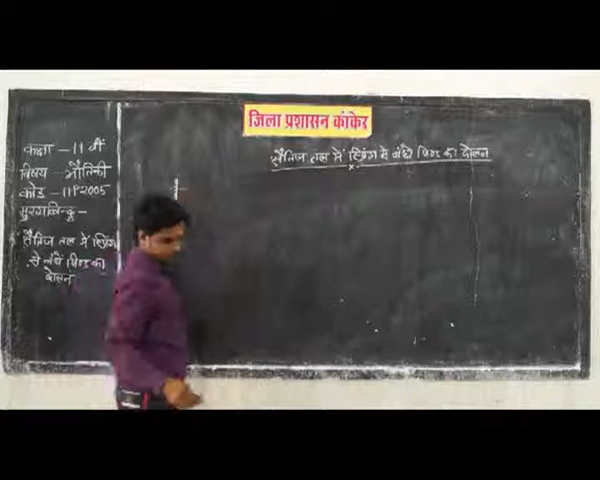 जिला प्रशासन कांकेर
क्षैतिज तल में स्प्रिंग से बंधे पिण्ड का दोलन
कक्षा - 11 वीं
विषय - भौतिकी
कोड - 11P2005
मुख्यबिन्दु -
क्षैतिज तल में स्प्रिंग
से बंधे पिण्ड का
दोलन